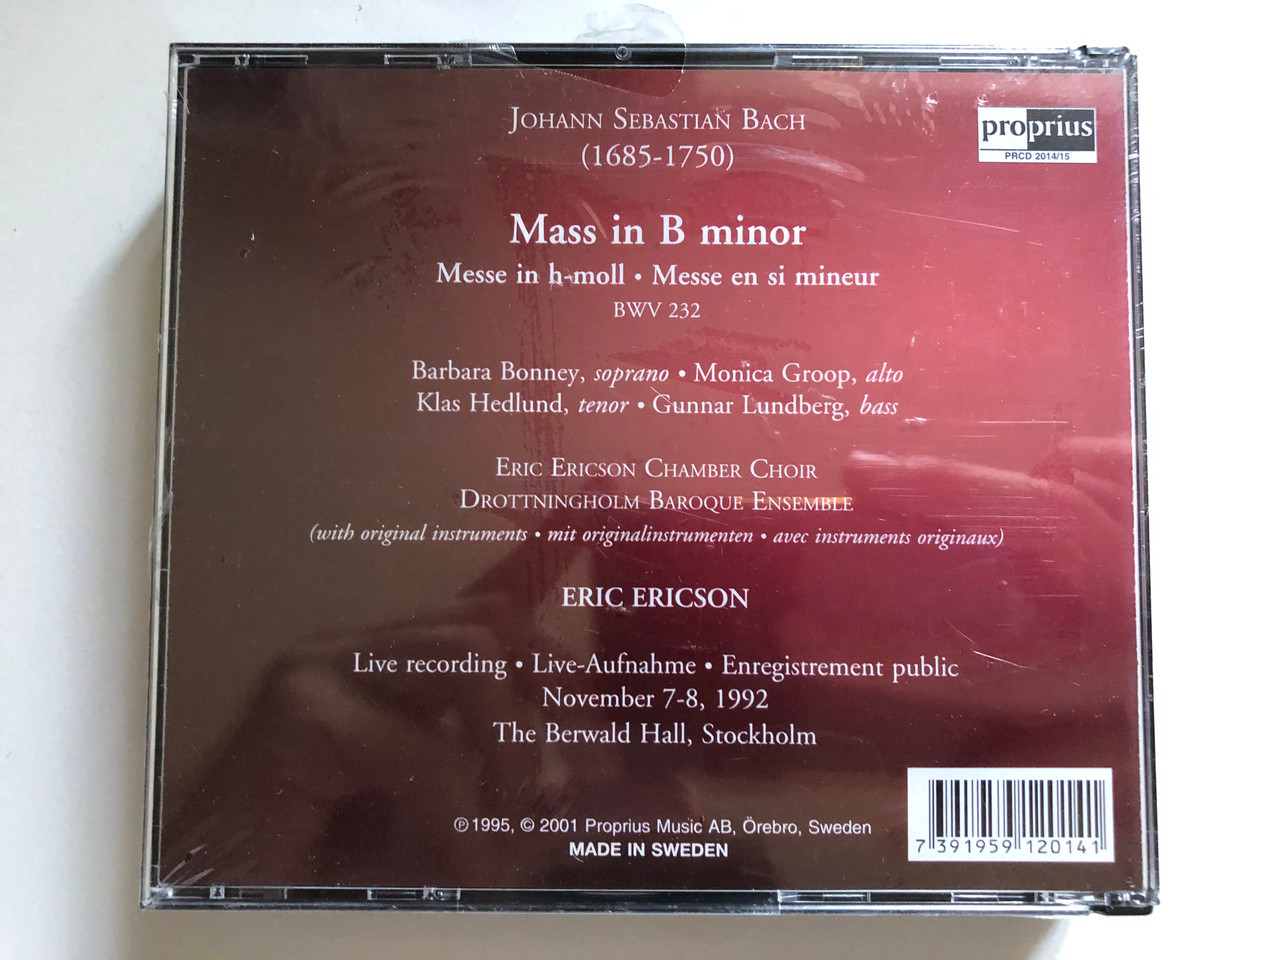 JOHANN SEBASTIAN BACH
(1685-1750)
proprius
PRCD 2014/15
Mass in B minor
Messe in h-moll • Messe en si mineur
BWV 232
Barbara Bonney, soprano • Monica Groop, alto
Klas Hedlund, tenor • Gunnar Lundberg, bass
ERIC ERICSON CHAMBER CHOIR
DROTTNINGHOLM BAROQUE ENSEMBLE
(with original instruments • mit originalinstrumenten • avec instruments originaux)
ERIC ERICSON
Live recording • Live-Aufnahme • Enregistrement public
November 7-8, 1992
The Berwald Hall, Stockholm
℗ 1995, © 2001 Proprius Music AB, Örebro, Sweden
MADE IN SWEDEN
7 391959 120141